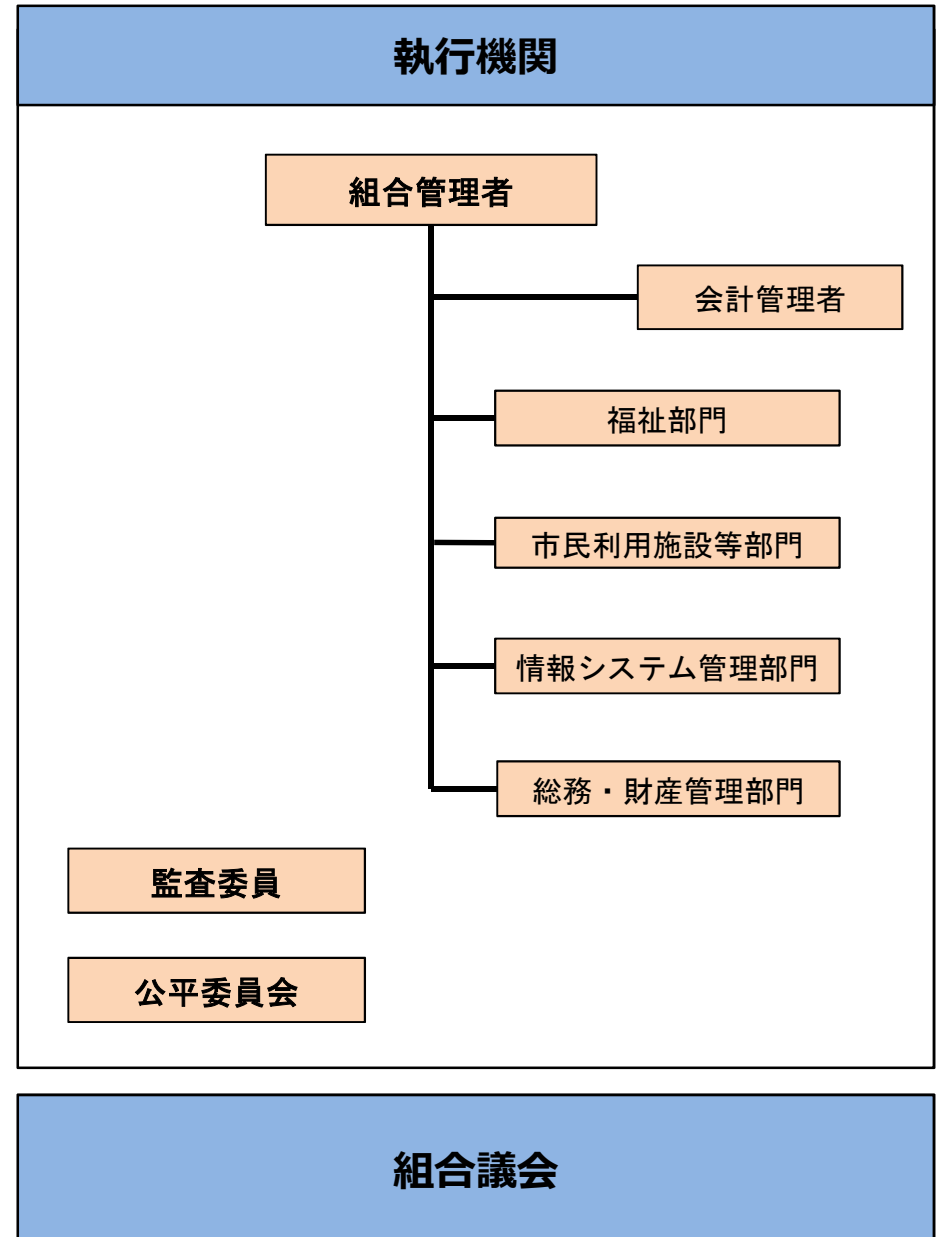 執行機関
組合管理者
会計管理者
福祉部門
市民利用施設等部門
情報システム管理部門
総務・財産管理部門
監査委員
公平委員会
組合議会